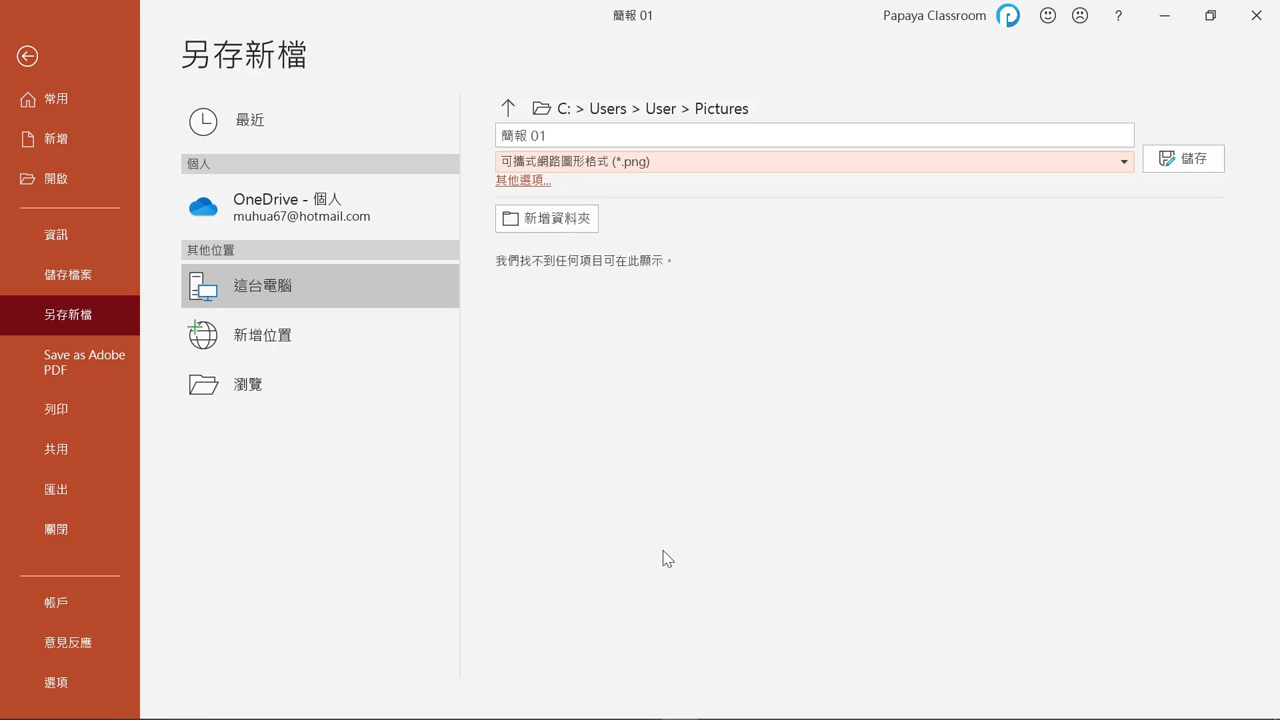 簡報 01
Papaya Classroom
?
常用
新增
開啟
資訊
儲存檔案
另存新檔
Save as Adobe
PDF
列印
共用
匯出
關閉
帳戶
意見反應
選項
另存新檔
最近
個人
OneDrive - 個人
muhua67@hotmail.com
其他位置
這台電腦
新增位置
瀏覽
C: > Users > User > Pictures
簡報 01
可攜式網路圖形格式 (*.png)
儲存
其他選項...
新增資料夾
我們找不到任何項目可在此顯示。